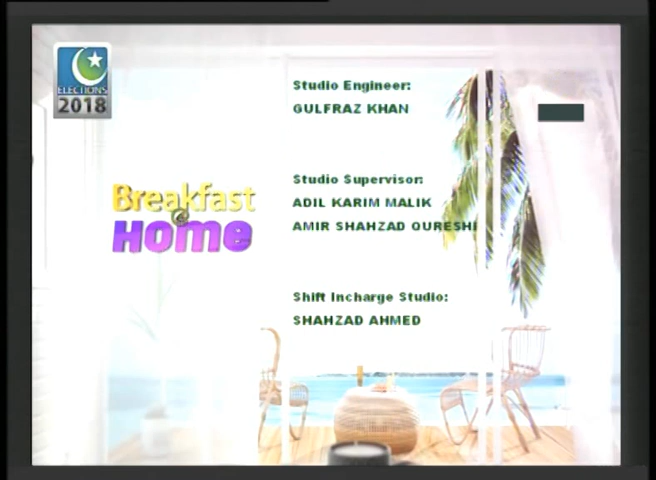 ELECTIONS
2018
Studio Engineer:
GULFRAZ KHAN
Studio Supervisor:
ADIL KARIM MALIK
AMIR SHAHZAD QURESHI
Breakfast
@
Home
Shift Incharge Studio:
SHAHZAD AHMED